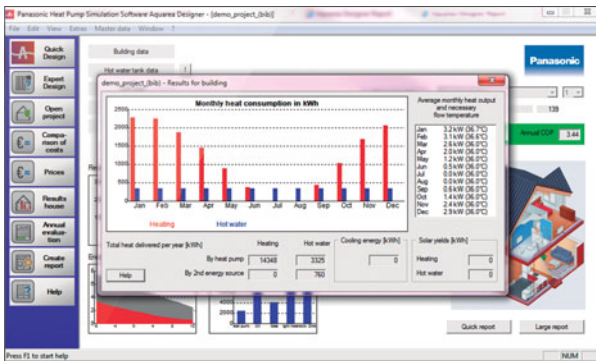 Panasonic Heat Pump Simulation Software Aquarea Designer - [demo_project_(bib)]
File Edit View Extras Master data Window ?
Quick Design
Expert Design
Open project
Compa-
rison of
costs
Prices
Results house
Annual
evalua-
tion
Create report
Help
Building data
Hot water tank data
!
Panasonic
1
139
Annual COP 3.44
demo_project_(bib) - Results for building
Monthly heat consumption in kWh
2500
2000
1500
1000
500
0
Jan Feb Mar Apr May Jun Jul Aug Sep Oct Nov Dec
Heating Hot water
Average monthly heat output
and necessary
flow temperature
Jan 3.2 kW (36.7°C)
Feb 3.1 kW (36.6°C)
Mar 2.6 kW (36.0°C)
Apr 2.0 kW (36.0°C)
May 1.2 kW (36.0°C)
Jun 0.5 kW (36.0°C)
Jul 0.0 kW (36.0°C)
Aug 0.0 kW (36.0°C)
Sep 0.6 kW (36.0°C)
Oct 1.4 kW (36.0°C)
Nov 2.4 kW (36.0°C)
Dec 2.9 kW (36.0°C)
Total heat delivered per year [kWh] Heating Hot water
By heat pump 14348 3325
By 2nd energy source 0 760
Help
Cooling energy [kWh]
0
Solar yields [kWh]
Heating 0
Hot water 0
Quick report Large report
Press F1 to start help NUM